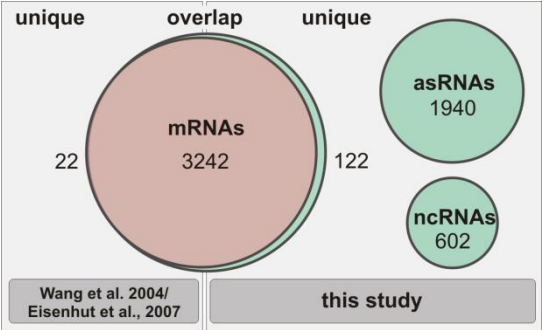 unique overlap unique
asRNAs
1940
mRNAs
22 3242 122
ncRNAs
602
Wang et al. 2004/
Eisenhut et al., 2007
this study